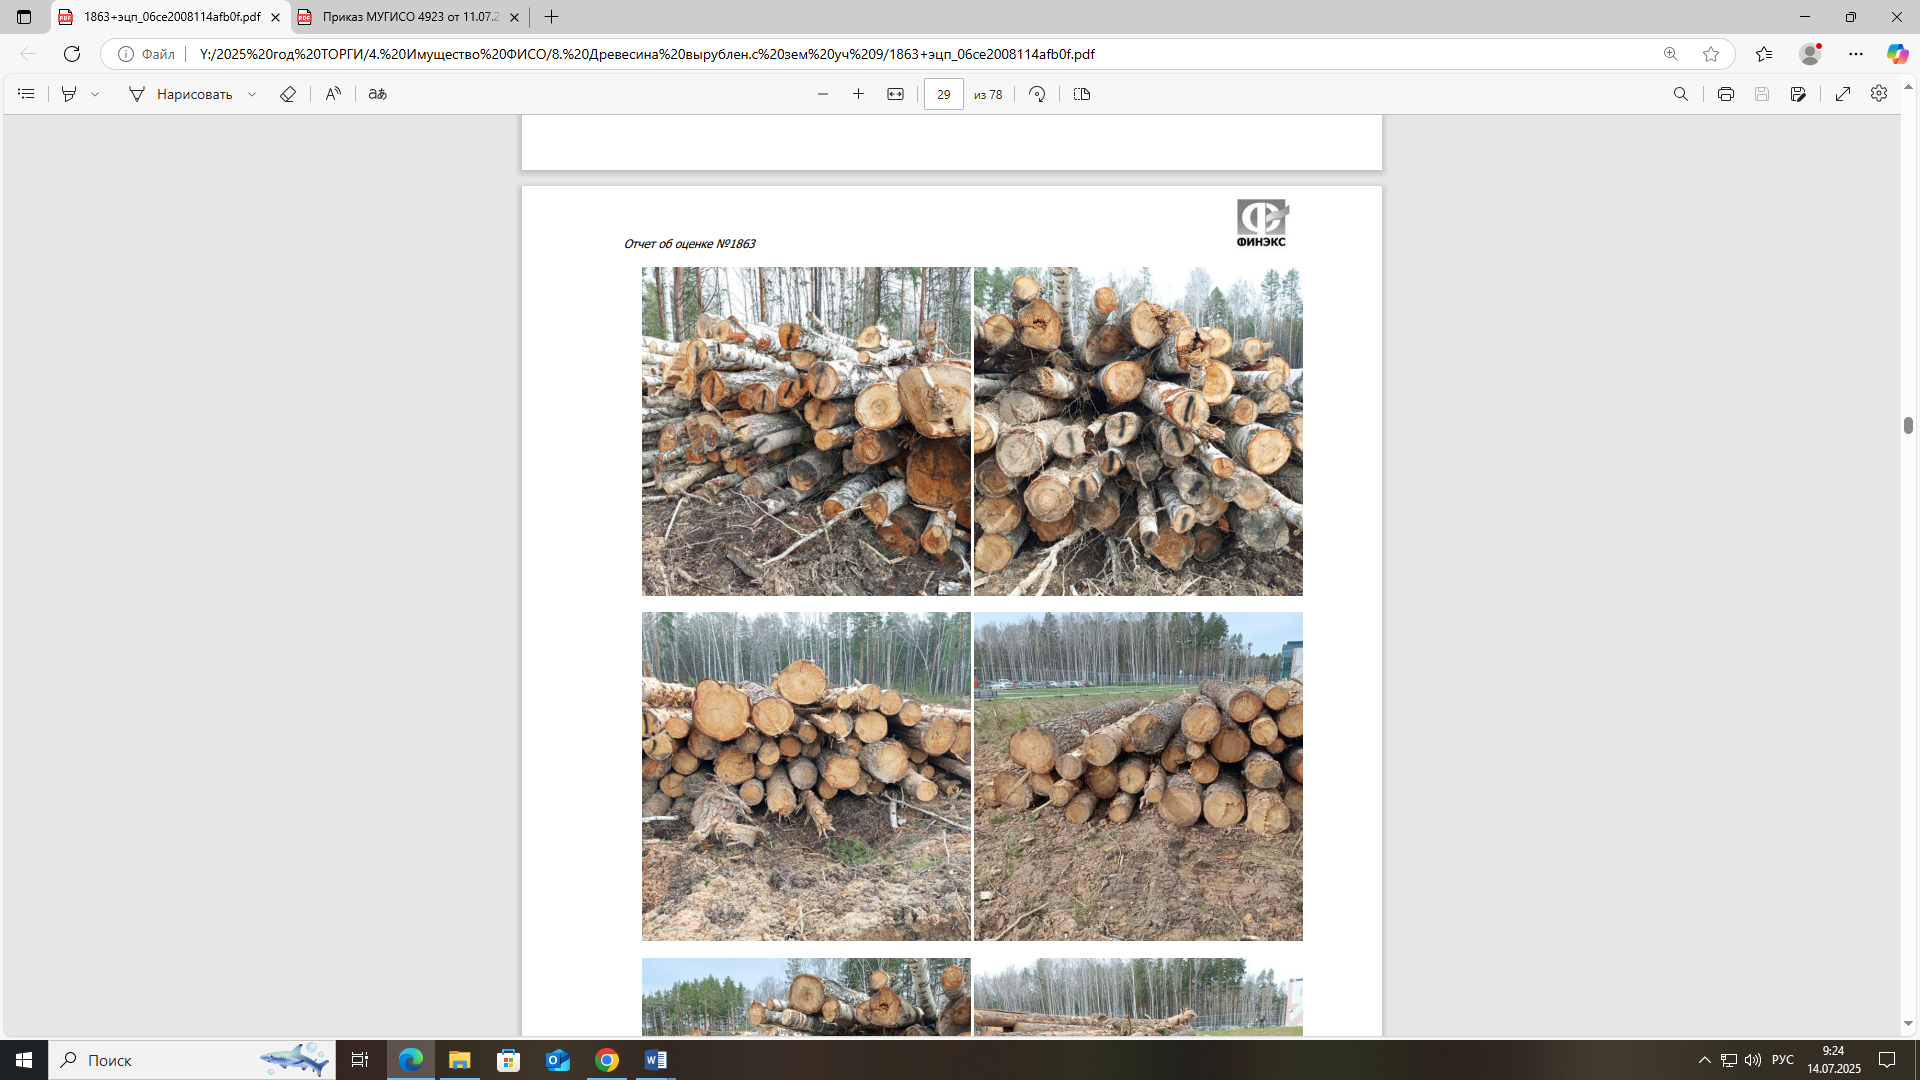 1863+эцп_06ce2008114afb0f.pdf
Приказ МУГИСО 4923 от 11.07.2
Файл
Y:/2025%20год%20ТОРГИ/4.%20Имущество%20ФИСО/8.%20Древесина%20вырублен.с%20зем%20уч%209/1863+эцп_06ce2008114afb0f.pdf
Нарисовать
29
из 78
Отчет об оценке №1863
ФИНЭКС
Поиск
РУС
9:24
14.07.2025